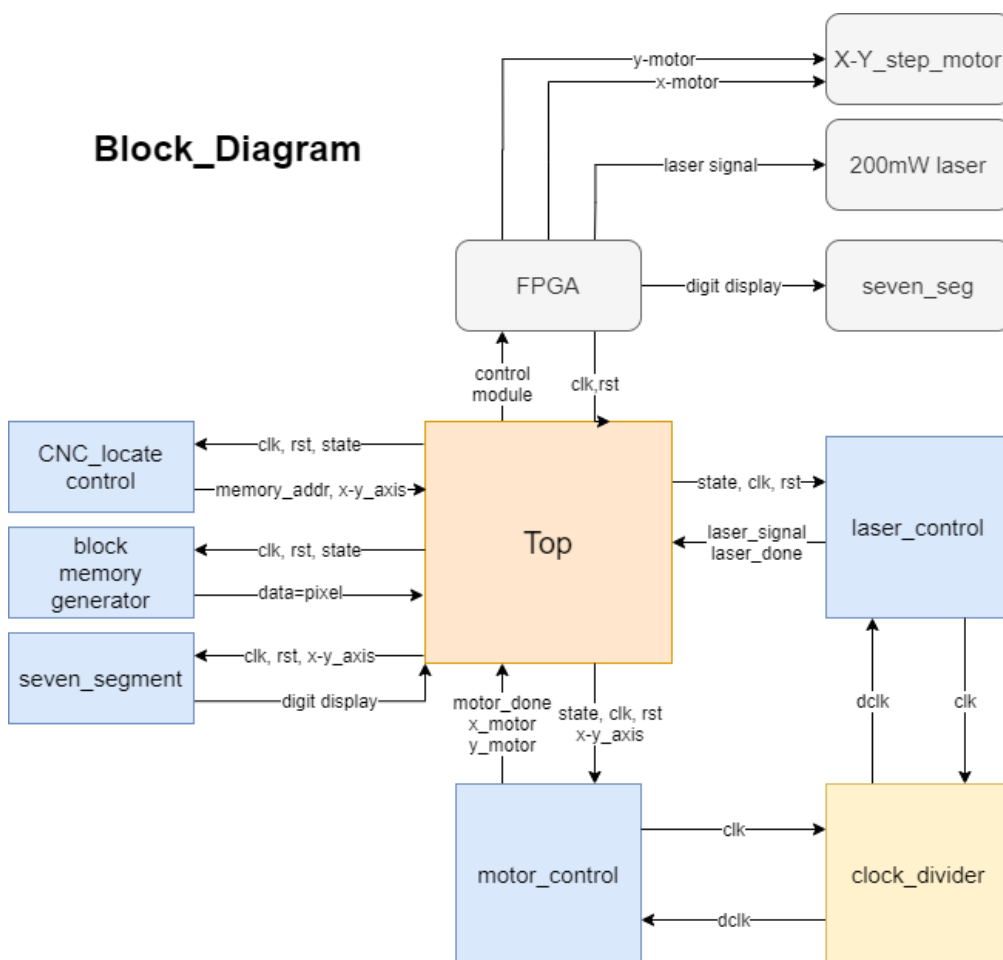 y-motor
X-Y_step_motor
x-motor
Block_Diagram
laser signal
200mW laser
FPGA
digit display
seven_seg
control
module
clk,rst
CNC_locate
control
clk, rst, state
memory_addr, x-y_axis
block
memory
generator
clk, rst, state
data=pixel
seven_segment
clk, rst, x-y_axis
digit display
Top
state, clk, rst
laser_signal
laser_done
laser_control
motor_done
x_motor
y_motor
state, clk, rst
x-y_axis
dclk
clk
motor_control
clk
dclk
clock_divider